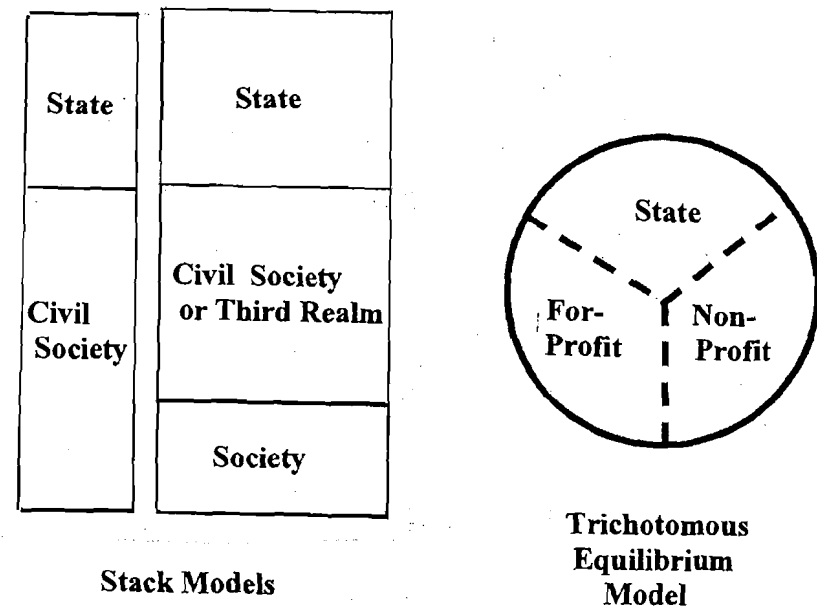 State
Civil
Society
State
Civil Society
or Third Realm
Society
Stack Models
State
For-
Profit
Non-
Profit
Trichotomous
Equilibrium
Model